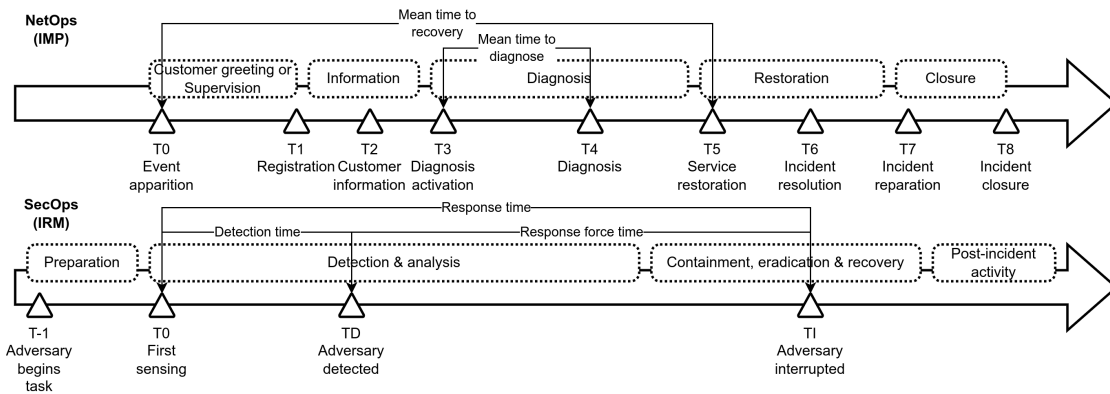 NetOps
(IMP)
Mean time to
recovery
Mean time to
diagnose
Customer greeting or
Supervision
Information
Diagnosis
Restoration
Closure
T0
Event
apparition
T1
Registration
T2
Customer
information
T3
Diagnosis
activation
T4
Diagnosis
T5
Service
restoration
T6
Incident
resolution
T7
Incident
reparation
T8
Incident
closure
SecOps
(IRM)
Response time
Detection time
Response force time
Preparation
Detection & analysis
Containment, eradication & recovery
Post-incident
activity
T-1
Adversary
begins
task
T0
First
sensing
TD
Adversary
detected
TI
Adversary
interrupted